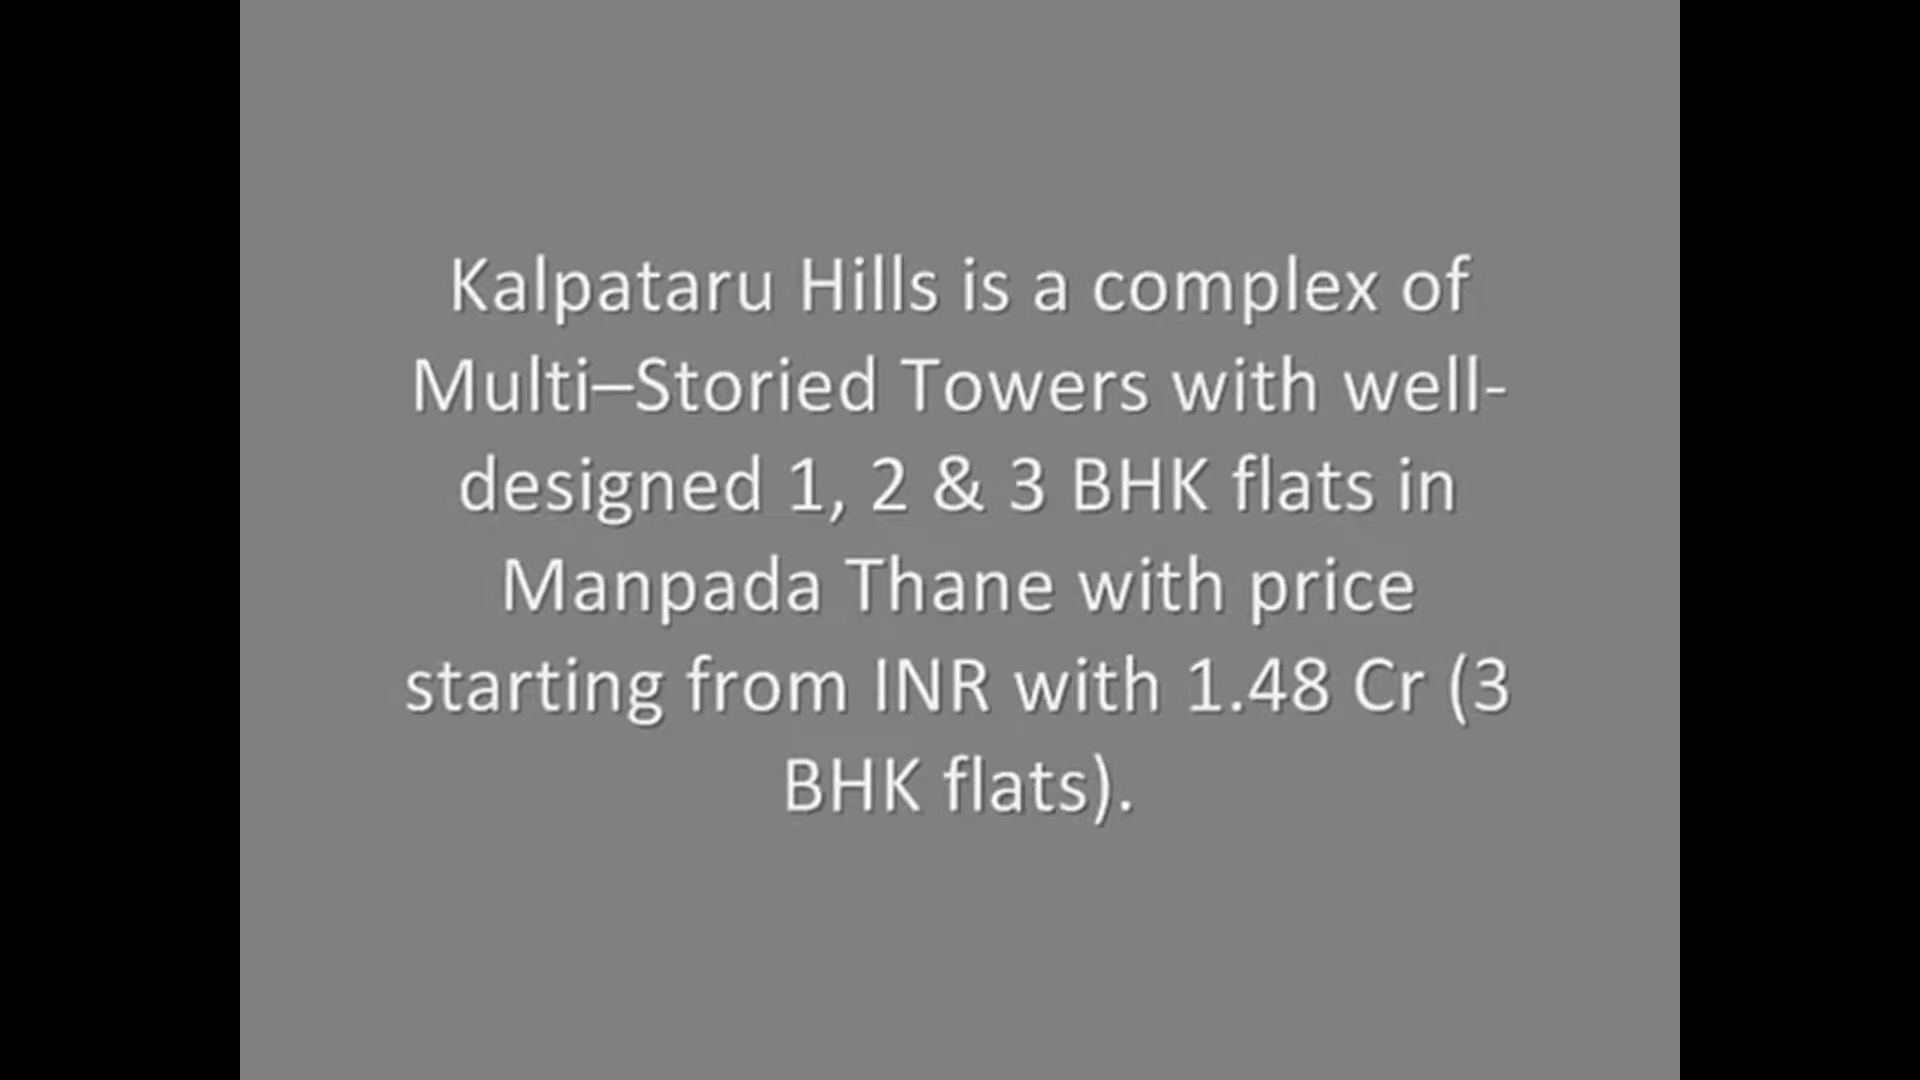 Kalpataru Hills is a complex of
Multi–Storied Towers with well-
designed 1, 2 & 3 BHK flats in
Manpada Thane with price
starting from INR with 1.48 Cr (3
BHK flats).